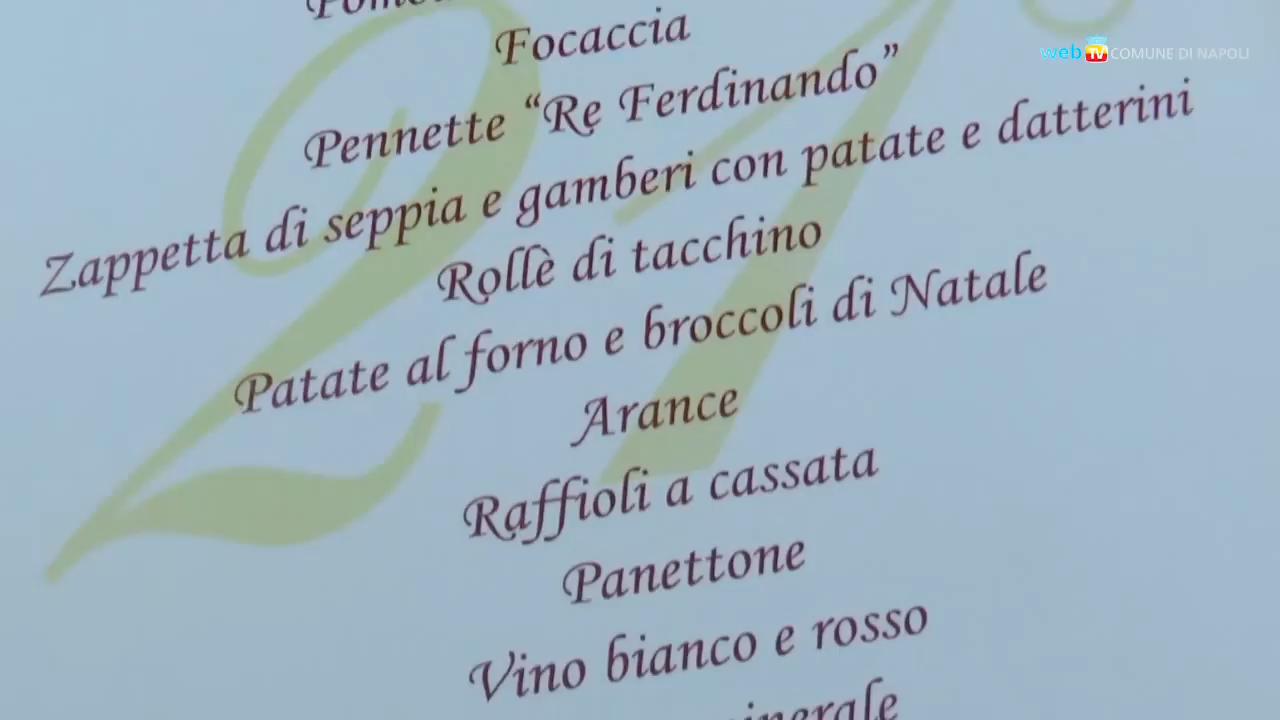 Focaccia
Pennette “Re Ferdinando”
Zappetta di seppia e gamberi con patate e datterini
Rollè di tacchino
Patate al forno e broccoli di Natale
Arance
Raffioli a cassata
Panettone
Vino bianco e rosso
web TV COMUNE DI NAPOLI
21°